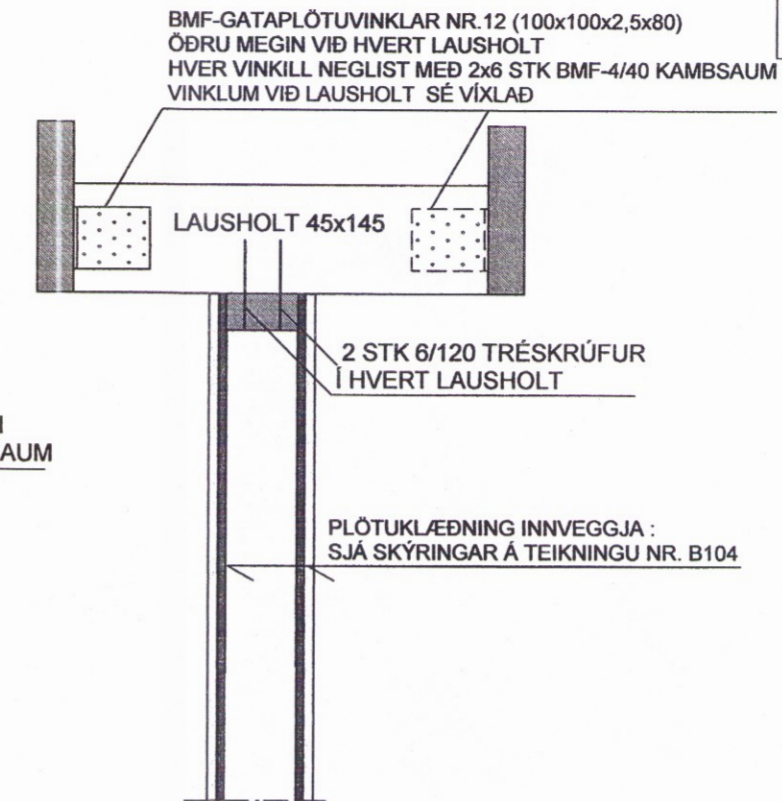 BMF-GATAPLÖTUVINKLAR NR.12 (100x100x2,5x80)
ÖÐRU MEGIN VIÐ HVERT LAUSHOLT
HVER VINKILL NEGLIST MEÐ 2x6 STK BMF-4/40 KAMBSAUM
VINKLUM VIÐ LAUSHOLT SÉ VÍXLAÐ
LAUSHOLT 45x145
2 STK 6/120 TRÉSKRÚFUR
Í HVERT LAUSHOLT
AUM
PLÖTUKLÆÐNING INNVEGGJA :
SJÁ SKÝRINGAR Á TEIKNINGU NR. B104